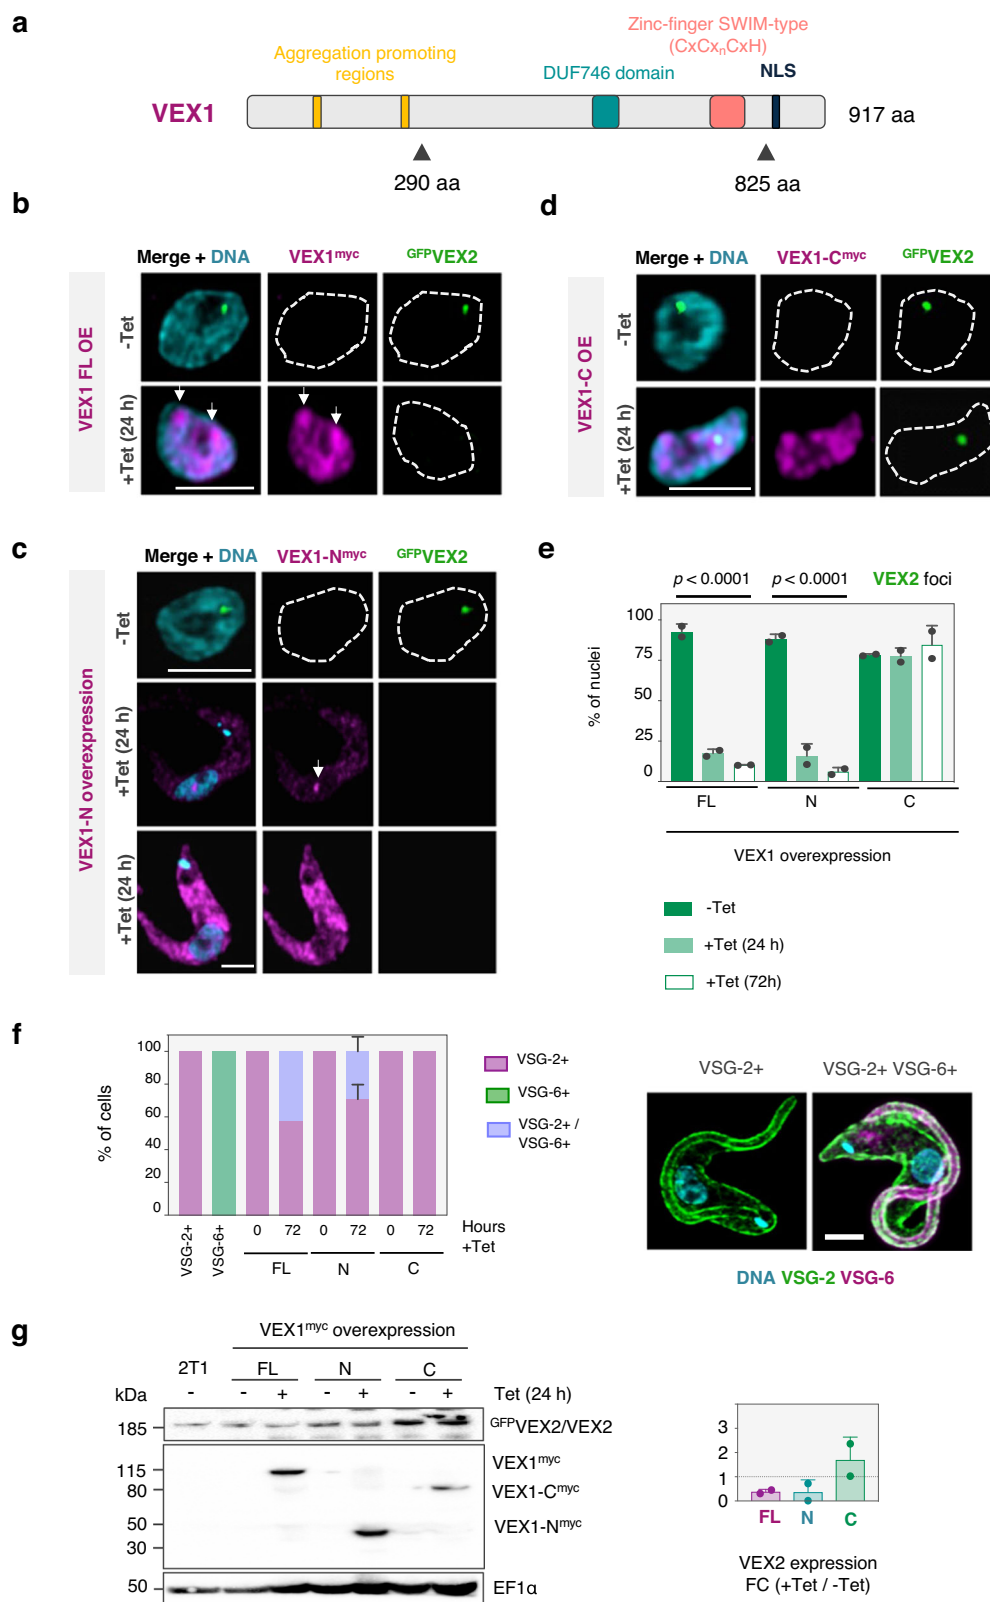 a
Zinc-finger SWIM-type
(CxCxnCxH)
Aggregation promoting
regions
DUF746 domain
NLS
VEX1
917 aa
290 aa
825 aa
b
Merge + DNA
VEX1myc
GFPVEX2
VEX1 FL OE
-Tet
+Tet (24 h)
d
Merge + DNA
VEX1-Cmyc
GFPVEX2
VEX1-C OE
-Tet
+Tet (24 h)
c
Merge + DNA
VEX1-Nmyc
GFPVEX2
VEX1-N overexpression
-Tet
+Tet (24 h)
+Tet (24 h)
e
p < 0.0001
p < 0.0001
VEX2 foci
% of nuclei
100
75
50
25
0
FL
N
C
VEX1 overexpression
-Tet
+Tet (24 h)
+Tet (72h)
f
% of cells
100
80
60
40
20
0
VSG-2+
VSG-6+
0
72
0
72
0
72
Hours
+Tet
FL
N
C
VSG-2+
VSG-6+
VSG-2+ /
VSG-6+
VSG-2+
VSG-2+ VSG-6+
DNA VSG-2 VSG-6
g
VEX1myc overexpression
2T1
FL
N
C
kDa
-
-
+
-
+
-
+
Tet (24 h)
185
GFPVEX2/VEX2
115
80
50
30
VEX1myc
VEX1-Cmyc
VEX1-Nmyc
50
EF1α
3
2
1
0
FL
N
C
VEX2 expression
FC (+Tet / -Tet)